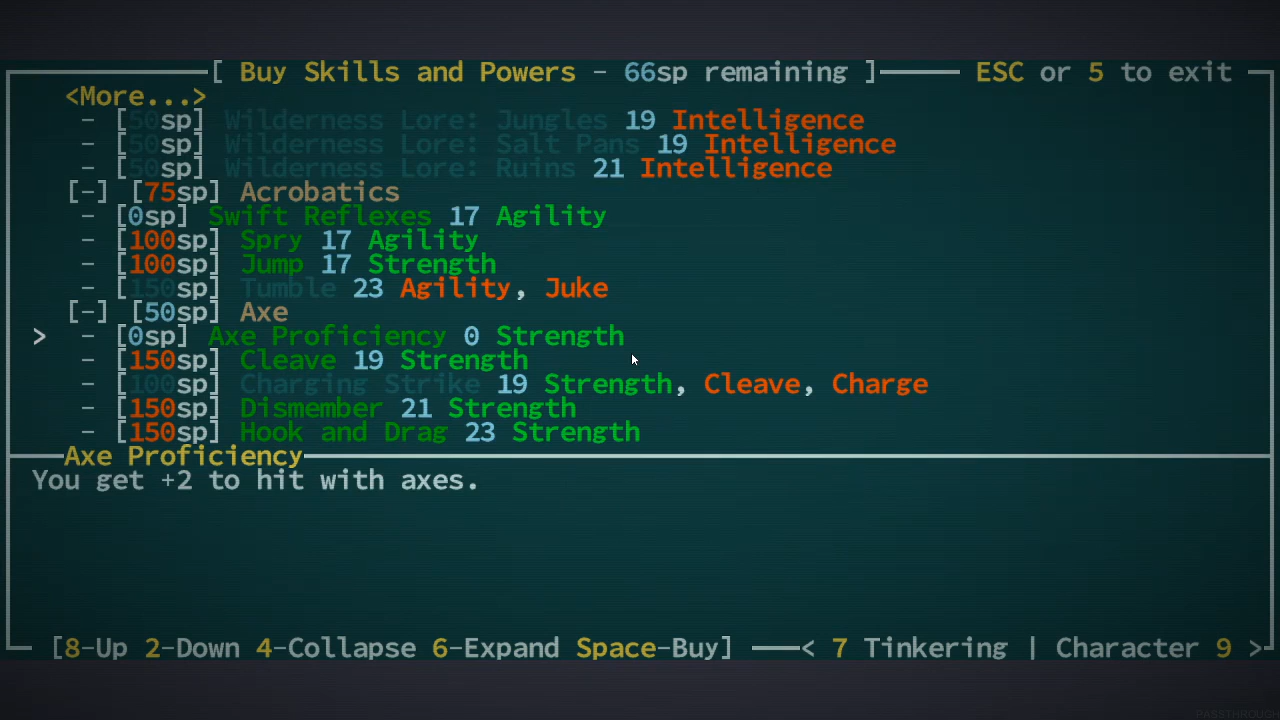 [ Buy Skills and Powers - 66sp remaining ] ESC or 5 to exit
<More...>
- [50sp] Wilderness Lore: Jungles 19 Intelligence
- [50sp] Wilderness Lore: Salt Pans 19 Intelligence
- [50sp] Wilderness Lore: Ruins 21 Intelligence
[-] [75sp] Acrobatics
- [0sp] Swift Reflexes 17 Agility
- [100sp] Spry 17 Agility
- [100sp] Jump 17 Strength
- [150sp] Tumble 23 Agility, Juke
[-] [50sp] Axe
> - [0sp] Axe Proficiency 0 Strength
- [150sp] Cleave 19 Strength
- [100sp] Charging Strike 19 Strength, Cleave, Charge
- [150sp] Dismember 21 Strength
- [150sp] Hook and Drag 23 Strength
Axe Proficiency
You get +2 to hit with axes.
[8-Up 2-Down 4-Collapse 6-Expand Space-Buy] < 7 Tinkering | Character 9 >
PASSTHROUGH